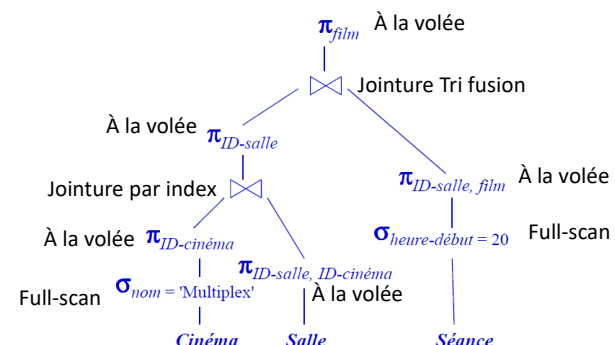 π film À la volée
Jointure Tri fusion
À la volée π ID-salle
Jointure par index
π ID-salle, film À la volée
À la volée π ID-cinéma
σ heure-début = 20 Full-scan
π ID-salle, ID-cinéma
Full-scan σ nom = 'Multiplex' À la volée
Cinéma Salle Séance